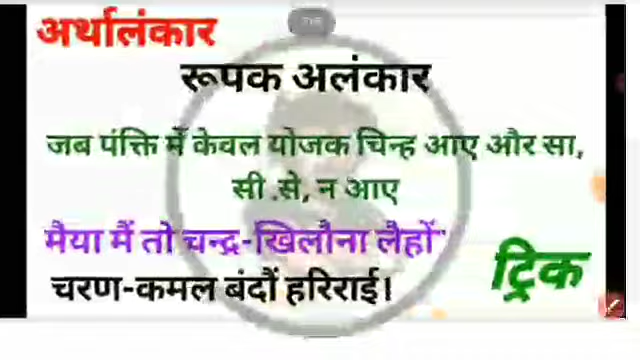 अर्थालंकार
रूपक अलंकार
जब पंक्ति में केवल योजक चिन्ह आए और सा,
सी .से, न आए
मैया मैं तो चन्द्र-खिलौना लैहों"
चरण-कमल बंदौं हरिराई।
ट्रिक